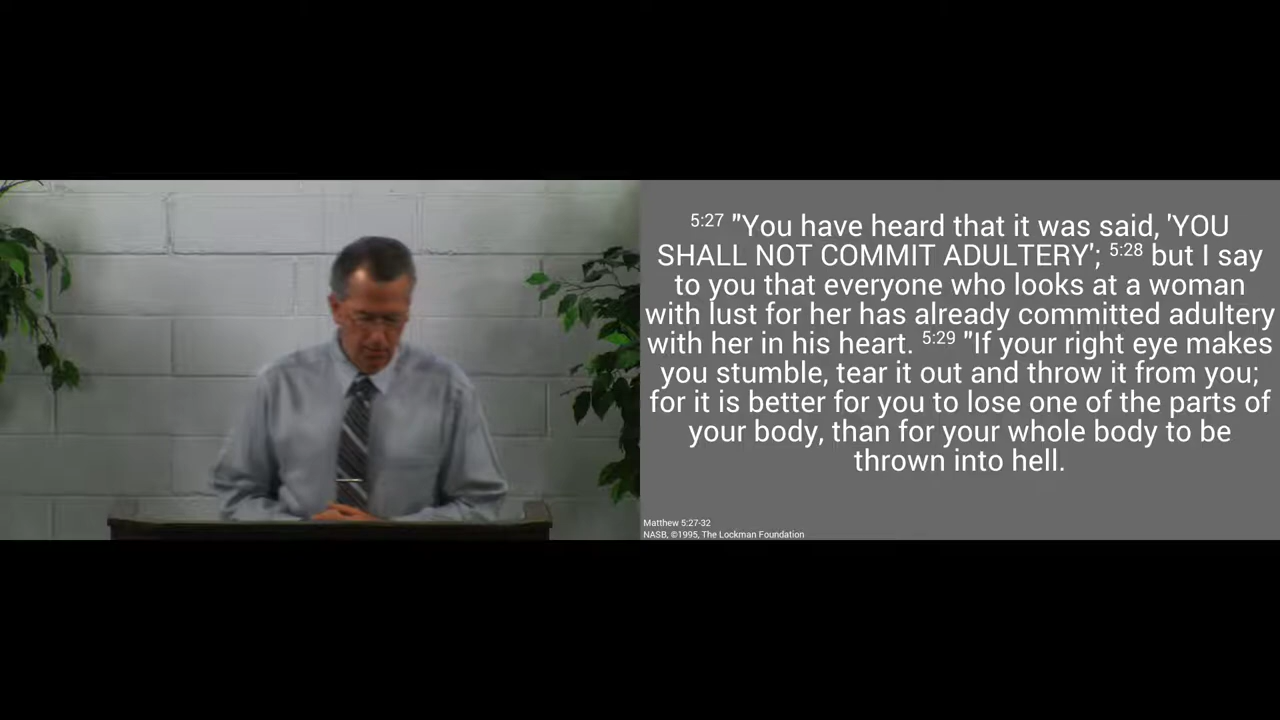 5:27 "You have heard that it was said, 'YOU
SHALL NOT COMMIT ADULTERY'; 5:28 but I say
to you that everyone who looks at a woman
with lust for her has already committed adultery
with her in his heart. 5:29 "If your right eye makes
you stumble, tear it out and throw it from you;
for it is better for you to lose one of the parts of
your body, than for your whole body to be
thrown into hell.
Matthew 5:27-32
NASB, ©1995, The Lockman Foundation